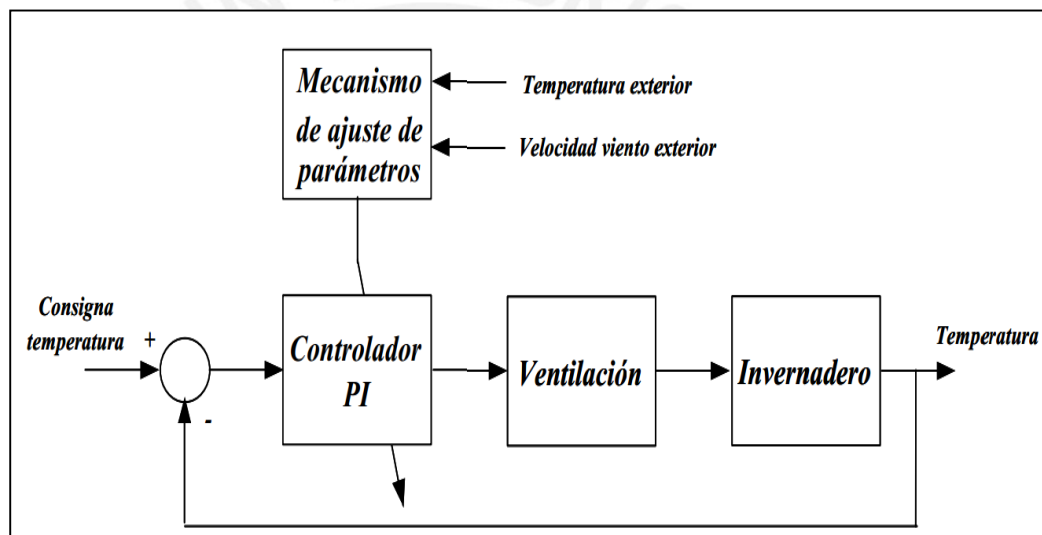 Mecanismo
de ajuste de
parámetros
Temperatura exterior
Velocidad viento exterior
Consigna
temperatura
+
-
Controlador
PI
Ventilación
Invernadero
Temperatura